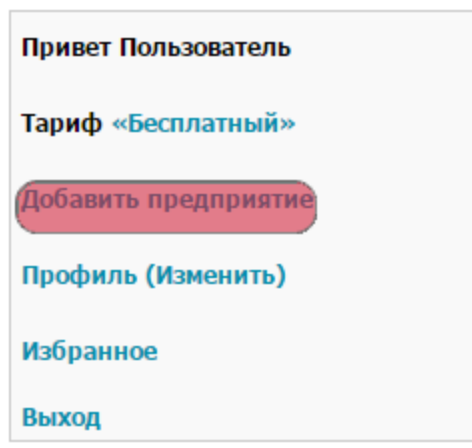 Привет Пользователь
Тариф «Бесплатный»
Добавить предприятие
Профиль (Изменить)
Избранное
Выход